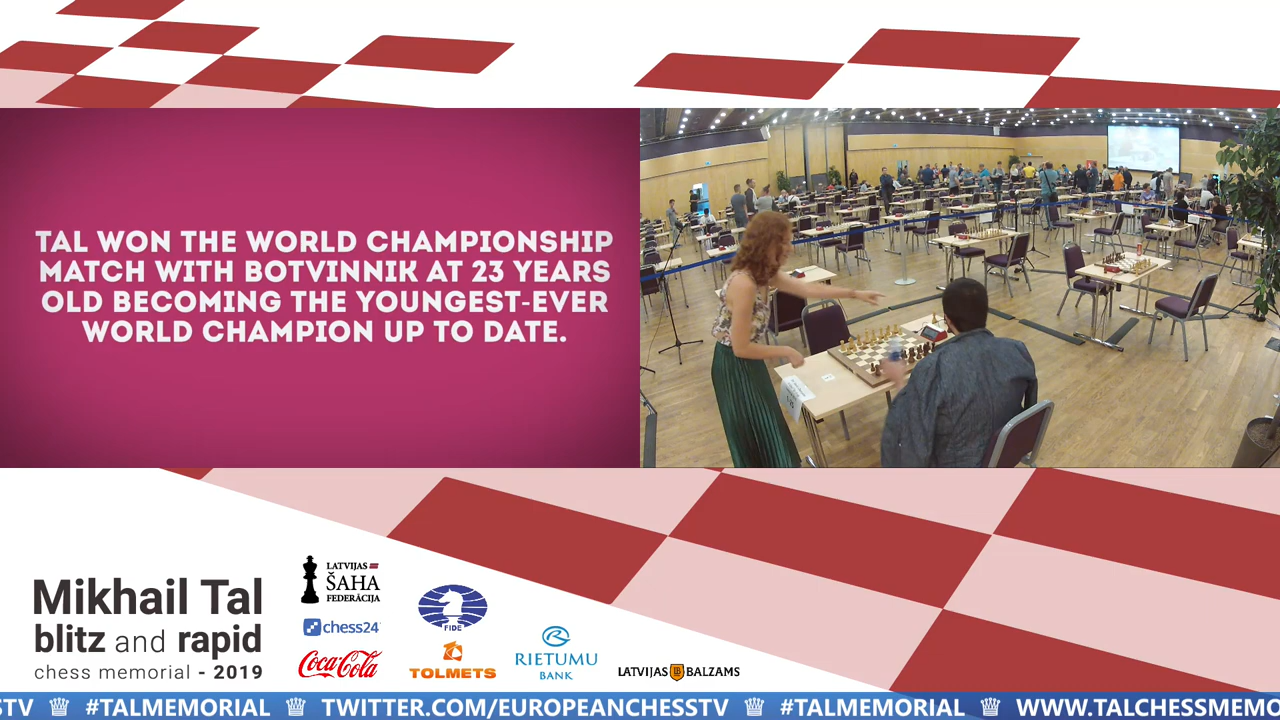 TAL WON THE WORLD CHAMPIONSHIP
MATCH WITH BOTVINNIK AT 23 YEARS
OLD BECOMING THE YOUNGEST-EVER
WORLD CHAMPION UP TO DATE.
Mikhail Tal
blitz and rapid
chess memorial - 2019
LATVIJAS
ŠAHA
FEDERĀCIJA
chess24
Coca-Cola
FIDE
TOLMETS
RIETUMU
BANK
LATVIJAS BALZAMS
STV #TALMEMORIAL TWITTER.COM/EUROPEANCHESSTV #TALMEMORIAL WWW.TALCHESSMEMO